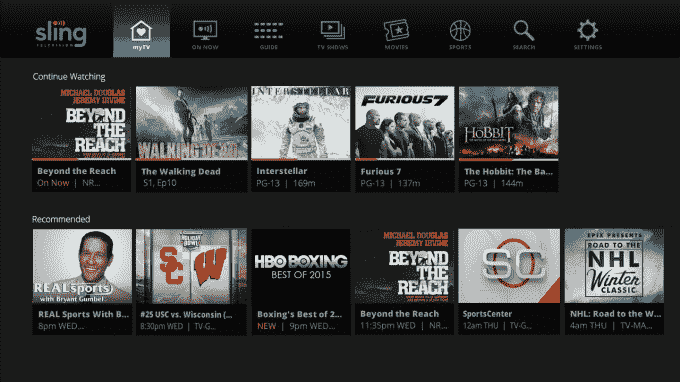 sling
TELEVISION
myTV
ON NOW
GUIDE
TV SHOWS
MOVIES
SPORTS
SEARCH
SETTINGS
Continue Watching
MICHAEL DOUGLAS
JEREMY IRVINE
BEYOND
THE
REACH
WALKING DEAD
INTERSTELLAR
FURIOUS 7
THE HOBBIT
Beyond the Reach
On Now | NR...
The Walking Dead
S1, Ep10
Interstellar
PG-13 | 169m
Furious 7
PG-13 | 137m
The Hobbit: The Ba...
PG-13 | 144m
Recommended
REAL sports
with Bryant Gumbel
HOLIDAY
BOWL
SC
W
HBO BOXING
BEST OF 2015
MICHAEL DOUGLAS
JEREMY IRVINE
BEYOND
THE
REACH
SC
EPIX PRESENTS
ROAD TO THE
NHL
Winter
CLASSIC
REAL Sports With B...
8pm WED...
#25 USC vs. Wisconsin (...
8:30pm WED | TV-G...
Boxing's Best of 2...
NEW | 9pm WED...
Beyond the Reach
11:35pm WED | NR...
SportsCenter
12am THU | TV-G...
NHL: Road to the W...
4am THU | TV-MA...